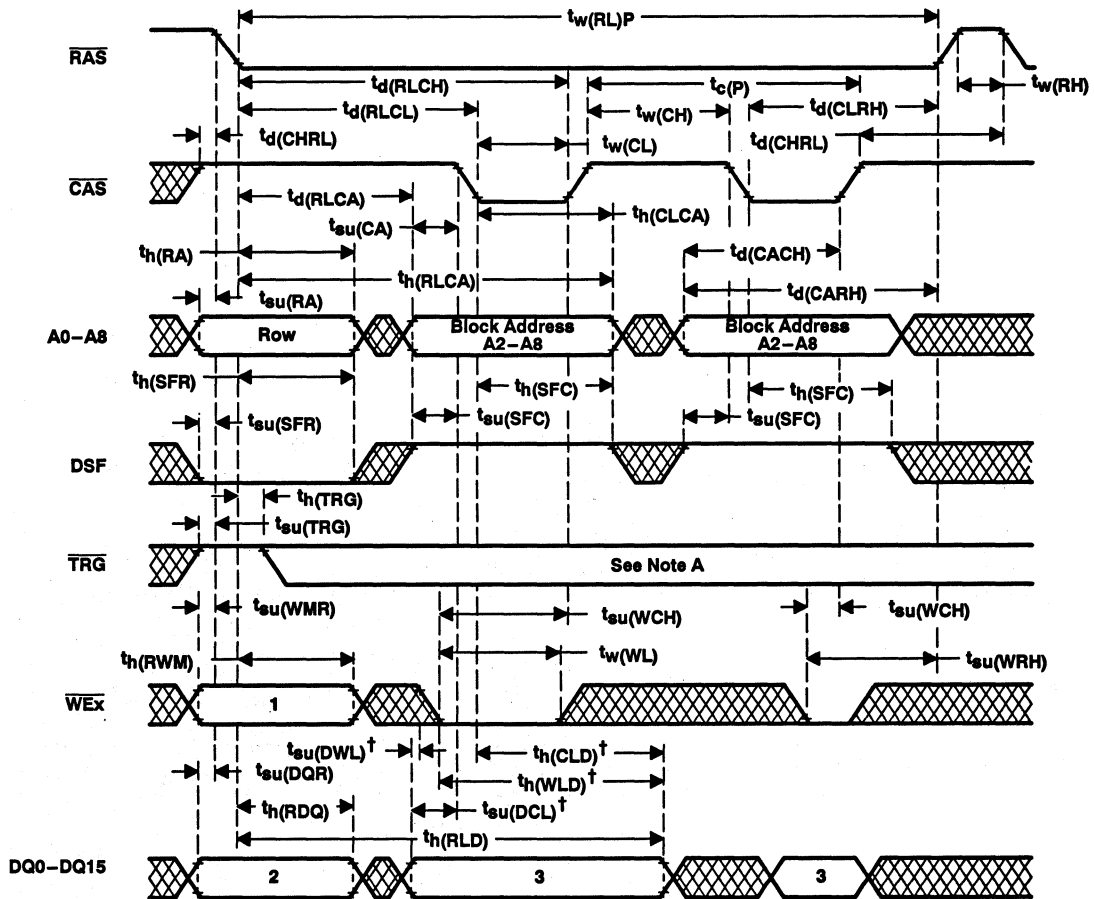 tw(RL)P
RAS
td(RLCH)
tc(P)
tw(RH)
td(RLCL)
tw(CH)
td(CLRH)
td(CHRL)
tw(CL)
td(CHRL)
CAS
td(RLCA)
th(CLCA)
tsu(CA)
th(RA)
td(CACH)
th(RLCA)
td(CARH)
tsu(RA)
A0–A8
Row
Block Address
A2–A8
Block Address
A2–A8
th(SFR)
th(SFC)
th(SFC)
tsu(SFR)
tsu(SFC)
tsu(SFC)
DSF
th(TRG)
tsu(TRG)
TRG
See Note A
tsu(WMR)
tsu(WCH)
tsu(WCH)
tw(WL)
th(RWM)
tsu(WRH)
WEx
1
tsu(DWL)†
th(CLD)†
tsu(DQR)
th(WLD)†
th(RDQ)
tsu(DCL)†
th(RLD)
DQ0–DQ15
2
3
3